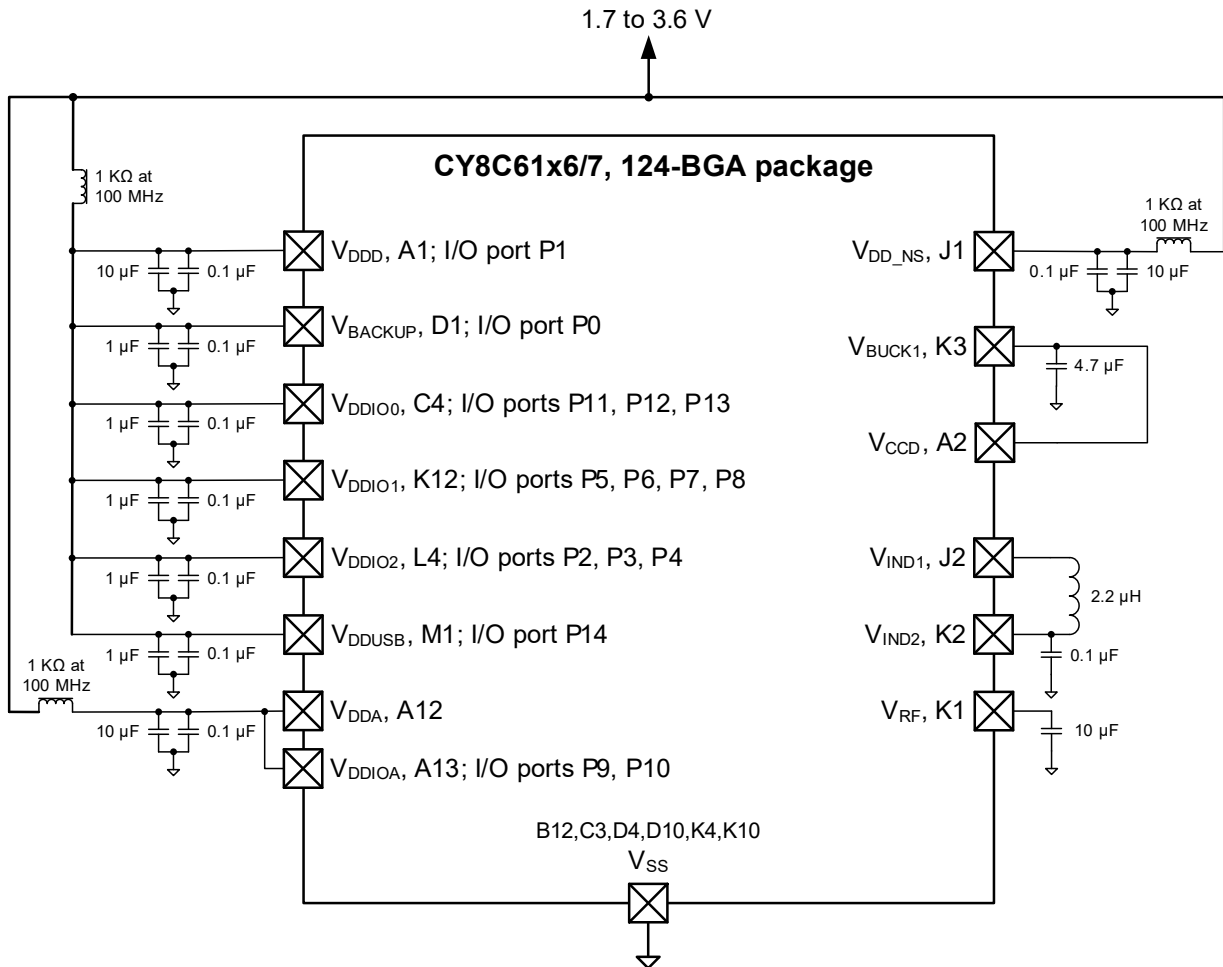 1.7 to 3.6 V
CY8C61x6/7, 124-BGA package
1 KΩ at
100 MHz
1 KΩ at
100 MHz
10 µF
0.1 µF
VDDD, A1; I/O port P1
VDD_NS, J1
0.1 µF
10 µF
1 µF
0.1 µF
VBACKUP, D1; I/O port P0
VBUCK1, K3
4.7 µF
1 µF
0.1 µF
VDDIO0, C4; I/O ports P11, P12, P13
VCCD, A2
1 µF
0.1 µF
VDDIO1, K12; I/O ports P5, P6, P7, P8
1 µF
0.1 µF
VDDIO2, L4; I/O ports P2, P3, P4
VIND1, J2
2.2 µH
1 µF
0.1 µF
VDDUSB, M1; I/O port P14
VIND2, K2
0.1 µF
1 KΩ at
100 MHz
10 µF
0.1 µF
VDDA, A12
VRF, K1
10 µF
VDDIOA, A13; I/O ports P9, P10
B12,C3,D4,D10,K4,K10
VSS